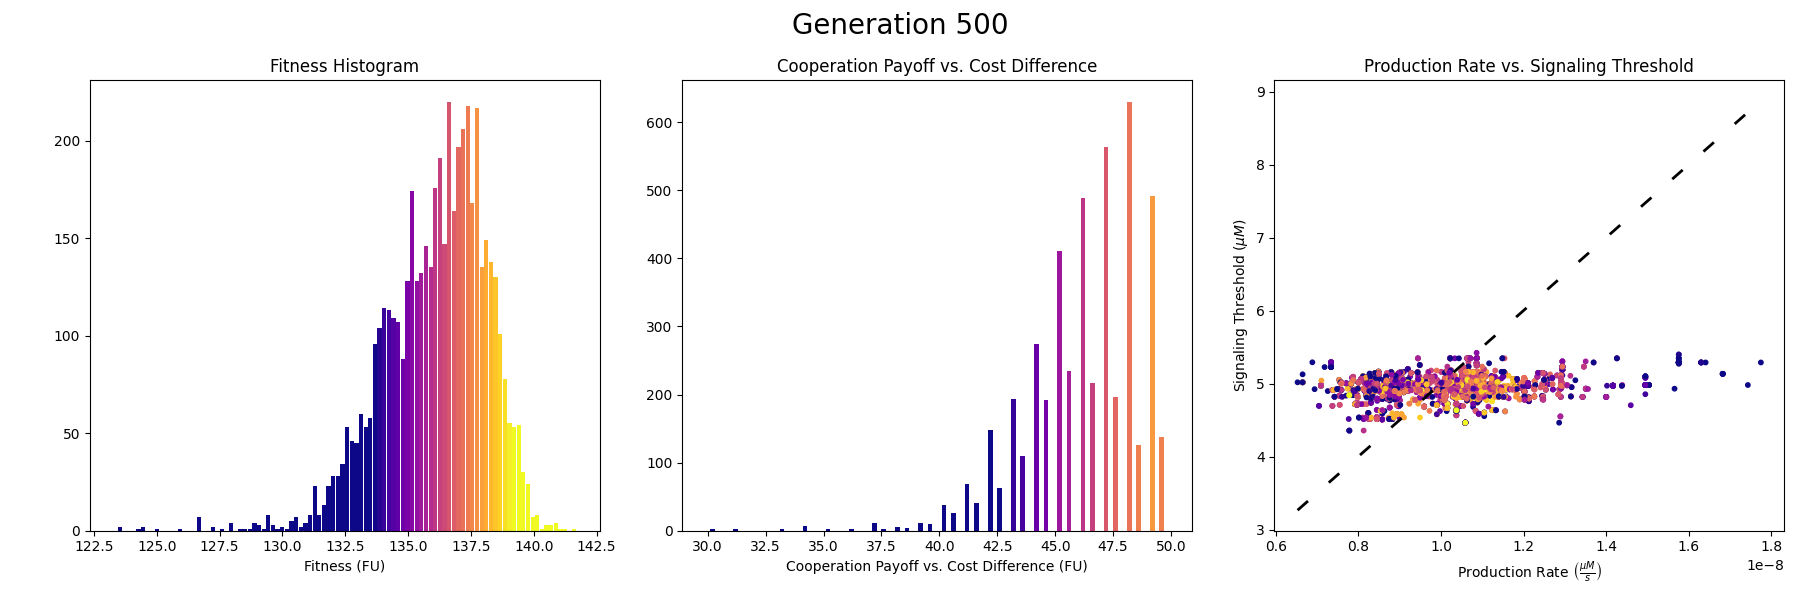 Generation 500
Fitness Histogram
200
150
100
50
0
122.5 125.0 127.5 130.0 132.5 135.0 137.5 140.0 142.5
Fitness (FU)
Cooperation Payoff vs. Cost Difference
600
500
400
300
200
100
0
30.0 32.5 35.0 37.5 40.0 42.5 45.0 47.5 50.0
Cooperation Payoff vs. Cost Difference (FU)
Production Rate vs. Signaling Threshold
Signaling Threshold (μM)
9
8
7
6
5
4
3
0.6 0.8 1.0 1.2 1.4 1.6 1.8
1e−8
Production Rate (μM/s)